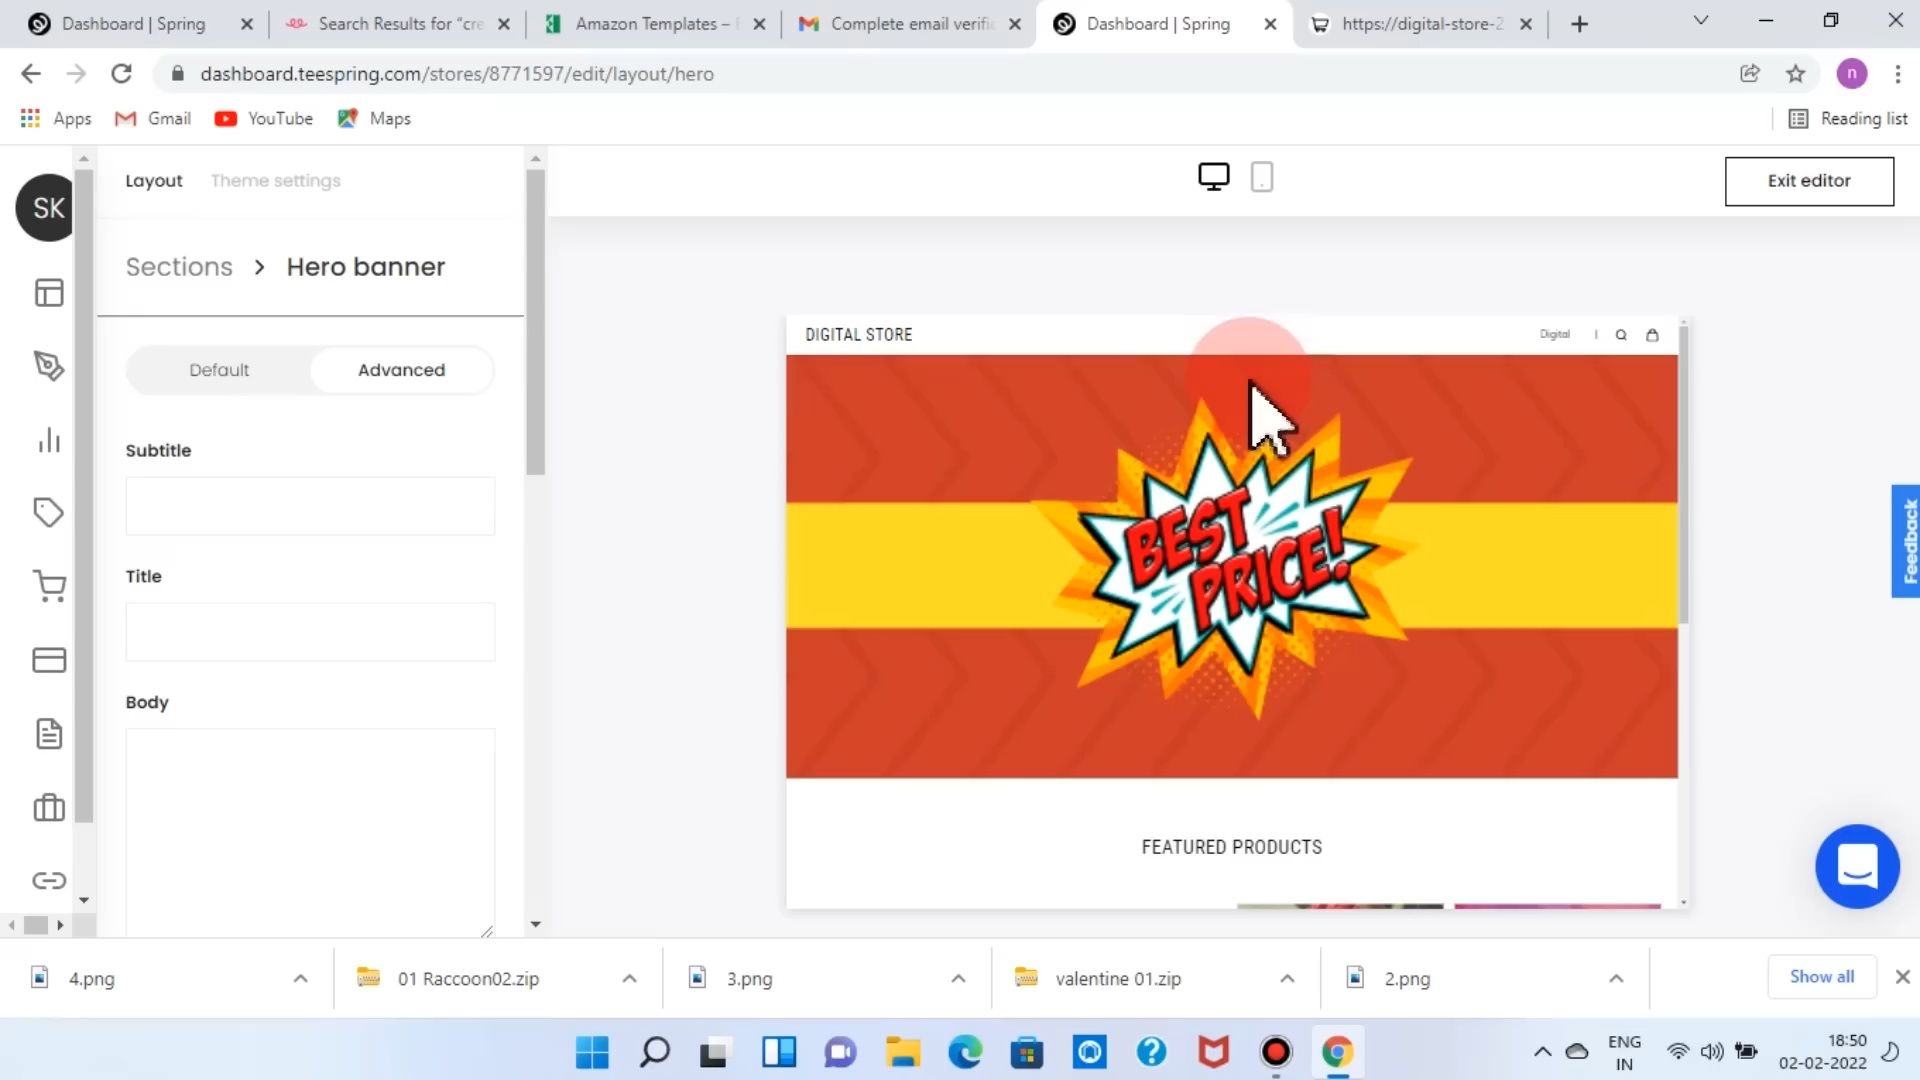 Dashboard | Spring
Search Results for "cre
Amazon Templates –
Complete email verific
Dashboard | Spring
https://digital-store-2
dashboard.teespring.com/stores/8771597/edit/layout/hero
n
Apps
Gmail
YouTube
Maps
Reading list
SK
Layout
Theme settings
Exit editor
Sections > Hero banner
Default
Advanced
Subtitle
Title
Body
DIGITAL STORE
Digital
BEST
PRICE!
FEATURED PRODUCTS
Feedback
4.png
01 Raccoon02.zip
3.png
valentine 01.zip
2.png
Show all
ENG
IN
18:50
02-02-2022